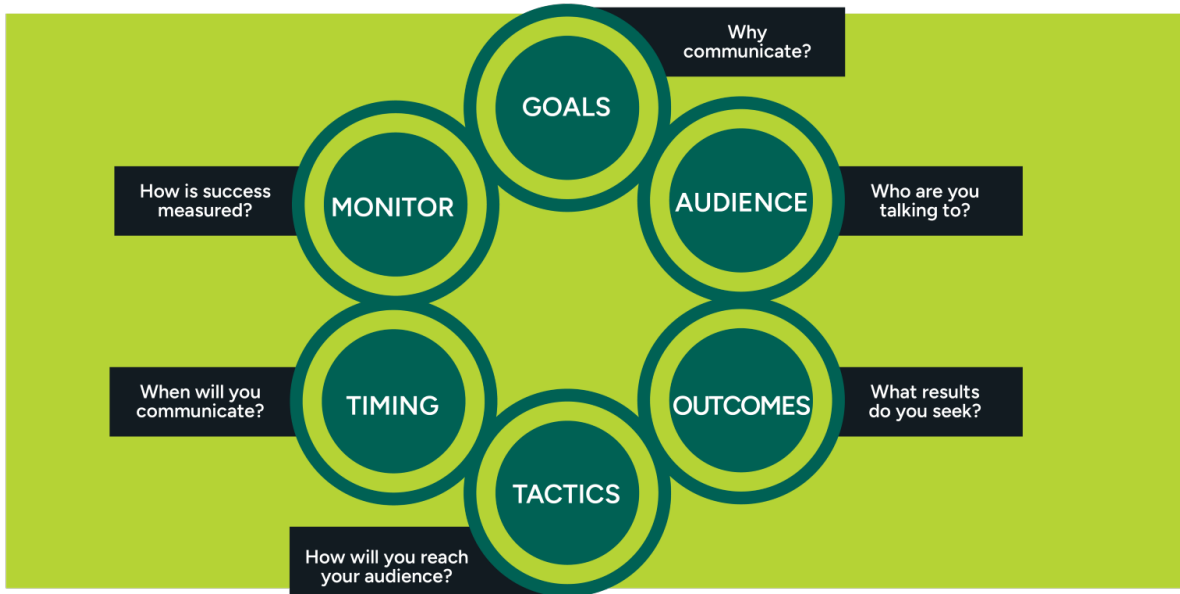 GOALS
Why
communicate?
AUDIENCE
Who are you
talking to?
OUTCOMES
What results
do you seek?
TACTICS
How will you reach
your audience?
TIMING
When will you
communicate?
MONITOR
How is success
measured?